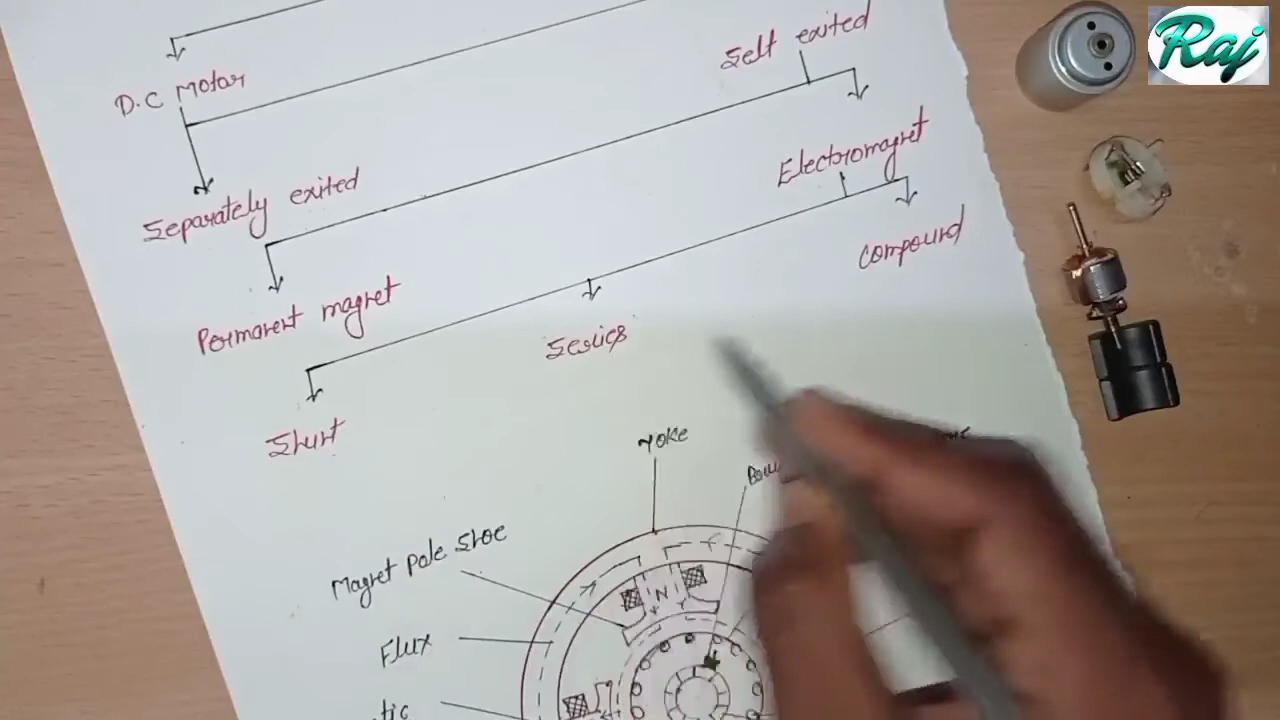 Raj
Self exited
D.C Motor
Electromagnet
Separately exited
Compound
Permanent magnet
Series
Shunt
Yoke
Magnet pole Shoe
N
Flux